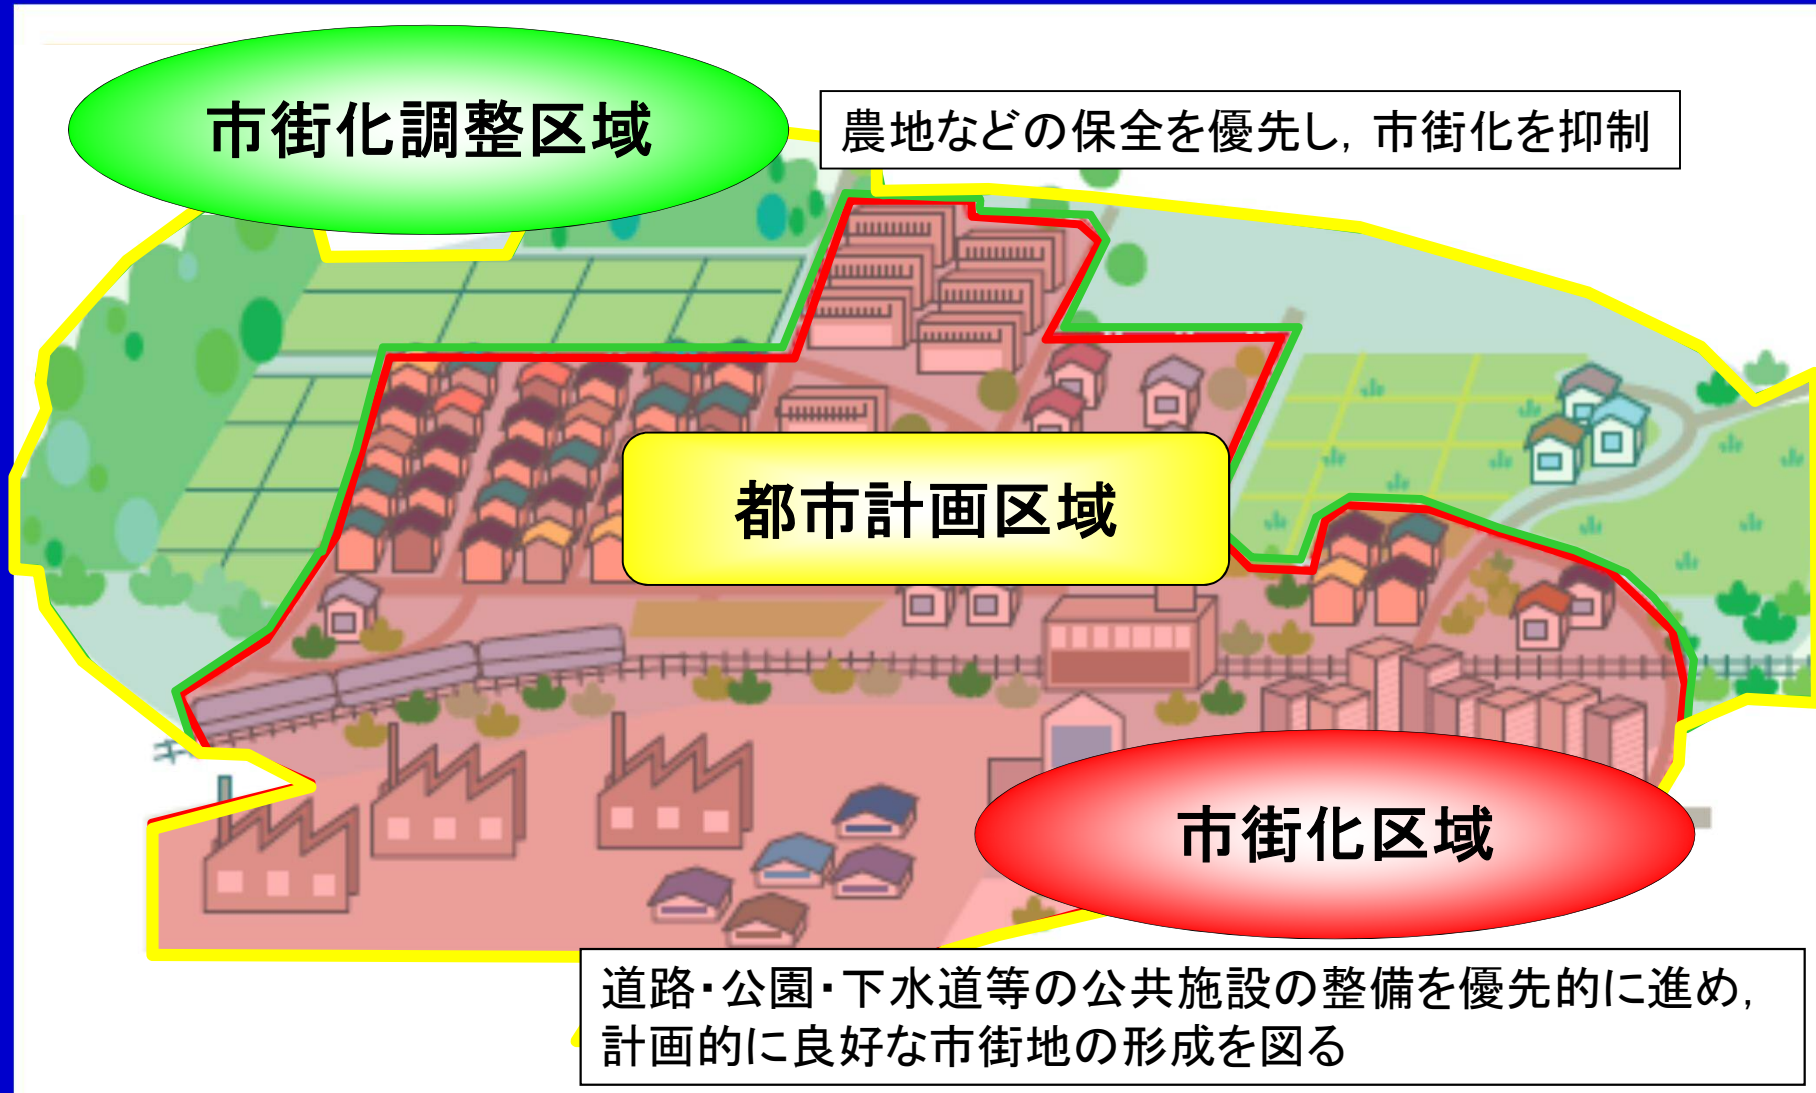 市街化調整区域
農地などの保全を優先し，市街化を抑制
都市計画区域
市街化区域
道路・公園・下水道等の公共施設の整備を優先的に進め，
計画的に良好な市街地の形成を図る